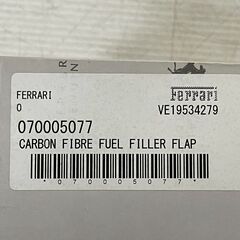 R
N
FERRARI
Ferrari
0
VE19534279
070005077
CARBON FIBRE FUEL FILLER FLAP
*070005077*